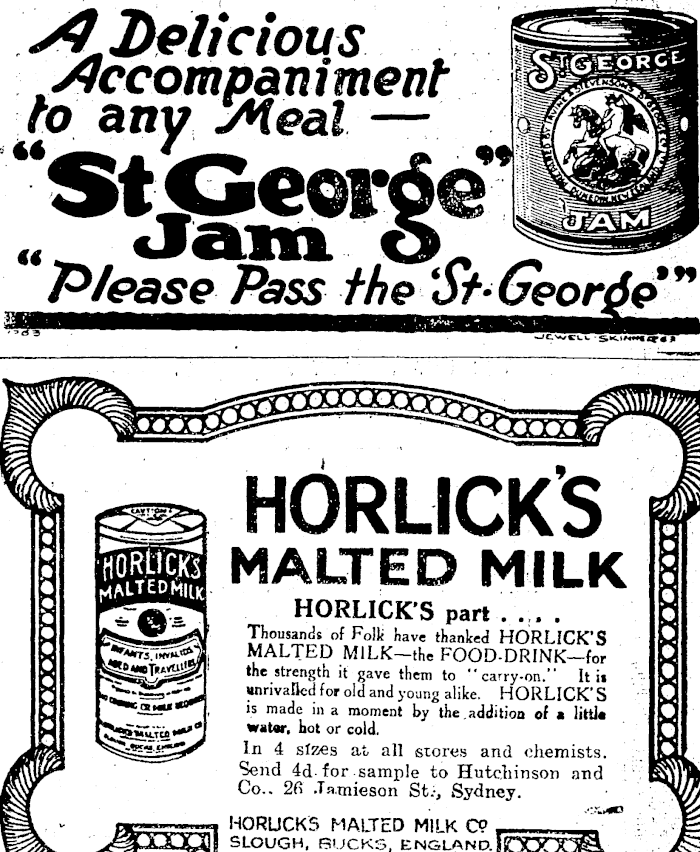 A Delicious
Accompaniment
to any Meal —
"St George"
Jam
"Please Pass the 'St. George'"
ST GEORGE
JAM
JEWELL-SKINNER
HORLICK'S
MALTED MILK
HORLICK'S part . . . .
Thousands of Folk have thanked HORLICK'S
MALTED MILK—the FOOD-DRINK—for
the strength it gave them to "carry-on." It is
unrivalled for old and young alike. HORLICK'S
is made in a moment by the addition of a little
water, hot or cold.
In 4 sizes at all stores and chemists.
Send 4d. for sample to Hutchinson and
Co., 26 Jamieson St., Sydney.
HORLICKS MALTED MILK CO
SLOUGH, BUCKS, ENGLAND.
HORLICK'S
MALTED MILK
INFANTS, INVALIDS
AGED AND TRAVELLERS